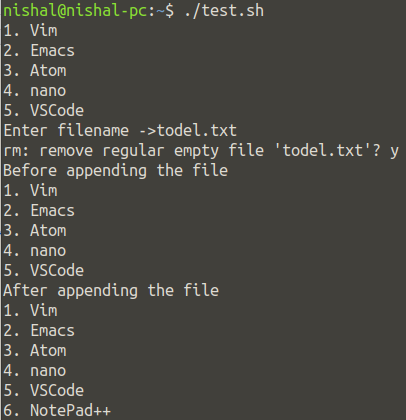 nishal@nishal-pc:~$ ./test.sh
1. Vim
2. Emacs
3. Atom
4. nano
5. VSCode
Enter filename ->todel.txt
rm: remove regular empty file 'todel.txt'? y
Before appending the file
1. Vim
2. Emacs
3. Atom
4. nano
5. VSCode
After appending the file
1. Vim
2. Emacs
3. Atom
4. nano
5. VSCode
6. NotePad++